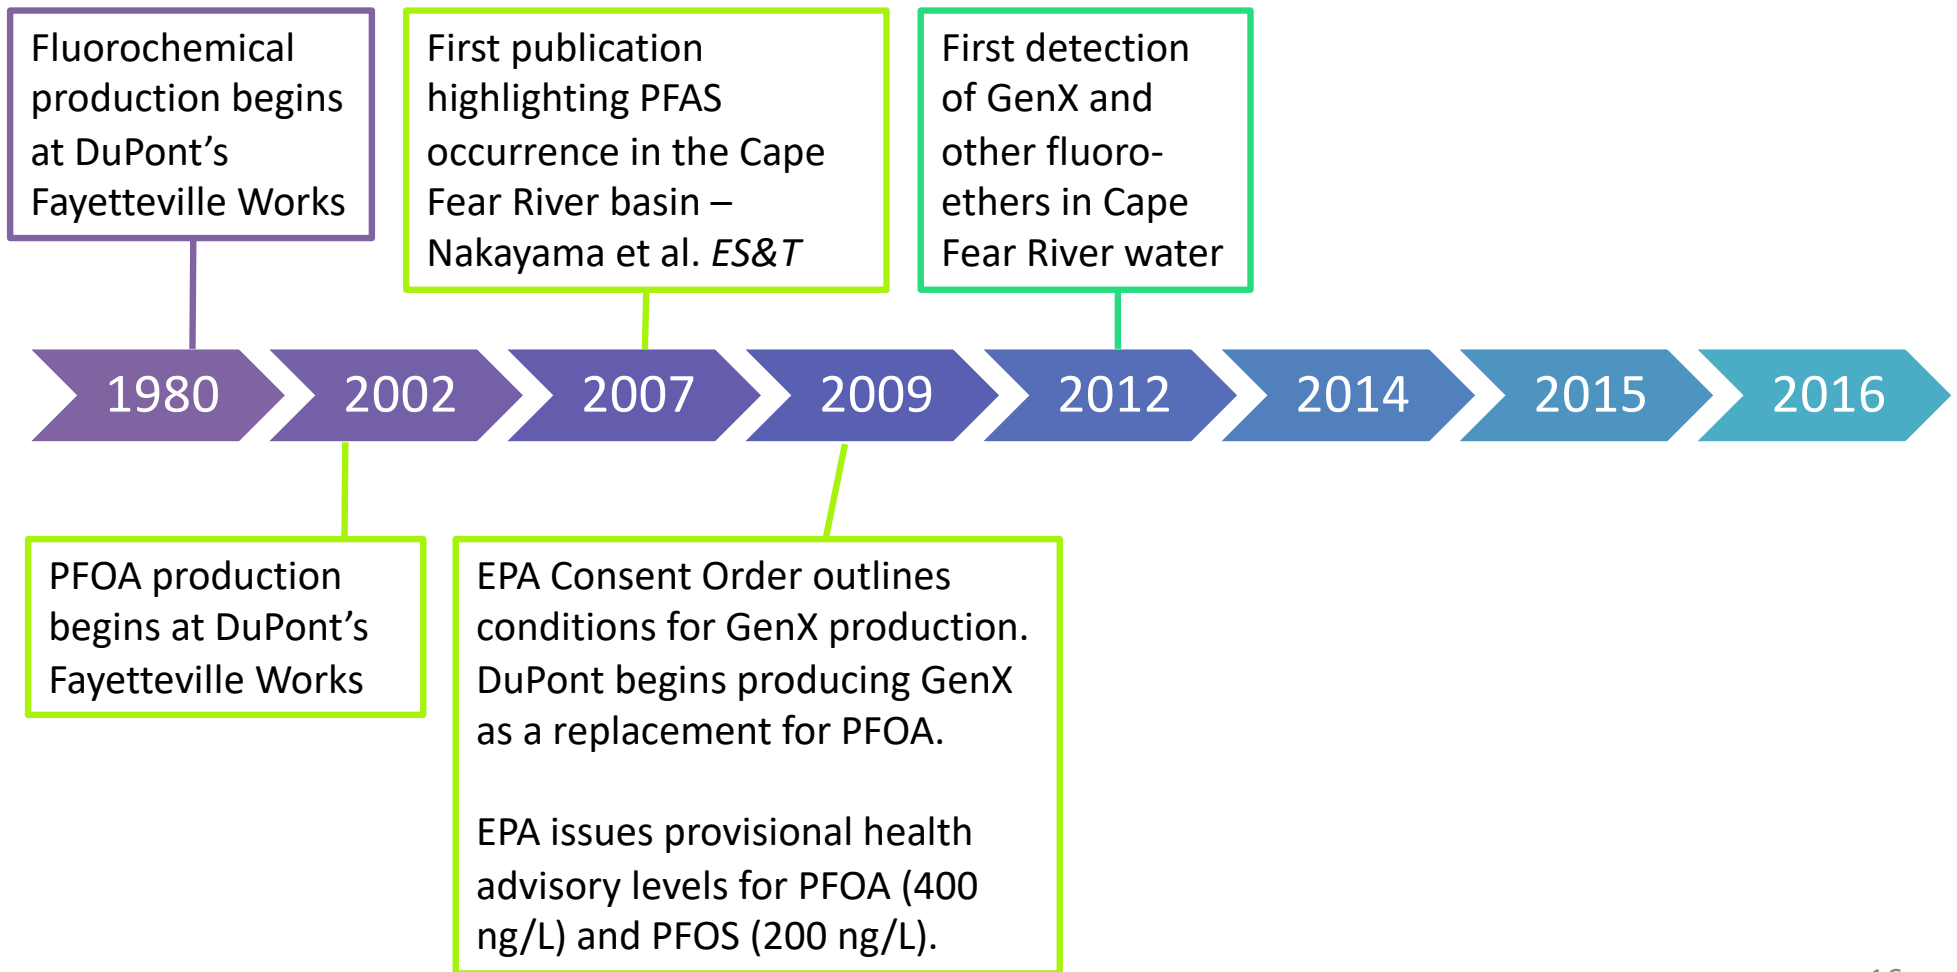 Fluorochemical
production begins
at DuPont’s
Fayetteville Works
First publication
highlighting PFAS
occurrence in the Cape
Fear River basin –
Nakayama et al. ES&T
First detection
of GenX and
other fluoro-
ethers in Cape
Fear River water
1980
2002
2007
2009
2012
2014
2015
2016
PFOA production
begins at DuPont’s
Fayetteville Works
EPA Consent Order outlines
conditions for GenX production.
DuPont begins producing GenX
as a replacement for PFOA.
EPA issues provisional health
advisory levels for PFOA (400
ng/L) and PFOS (200 ng/L).